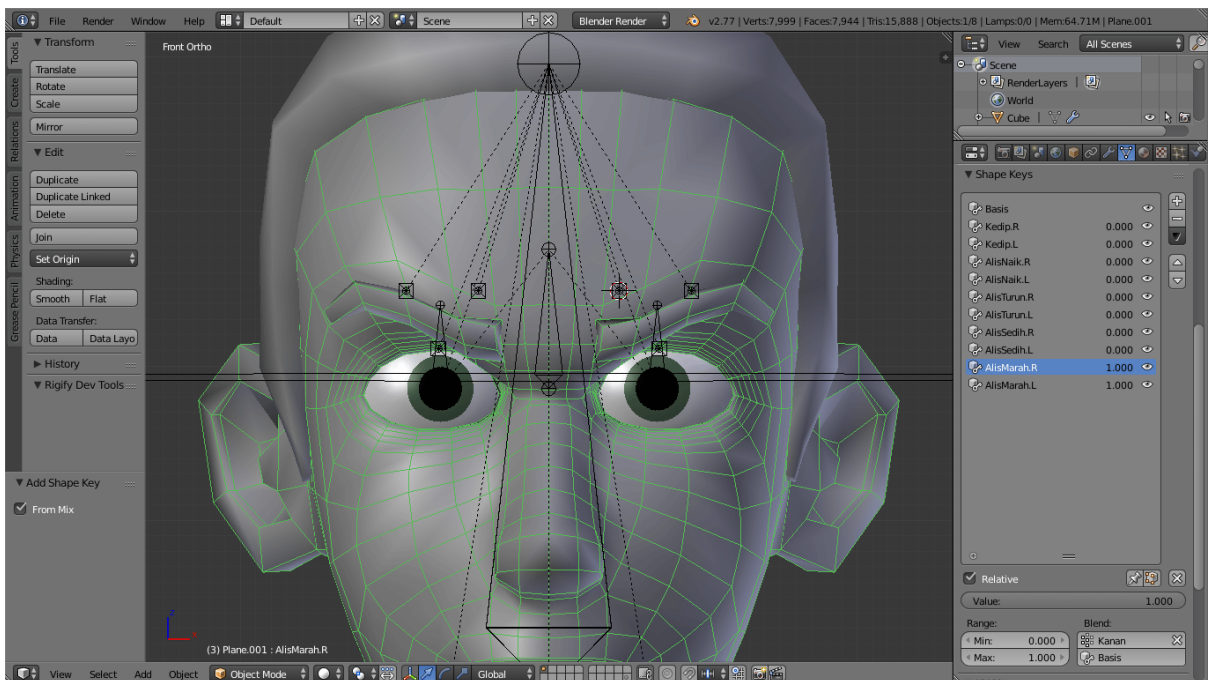 File Render Window Help Default Scene Blender Render v2.77 | Verts:7,999 | Faces:7,944 | Tris:15,888 | Objects:1/8 | Lamps:0/0 | Mem:64.71M | Plane.001
Tools
Create
Relations
Animation
Physics
Grease Pencil
Transform
Translate
Rotate
Scale
Mirror
Edit
Duplicate
Duplicate Linked
Delete
Join
Set Origin
Shading:
Smooth Flat
Data Transfer:
Data Data Layo
History
Rigify Dev Tools
Add Shape Key
From Mix
Front Ortho
z
x
(3) Plane.001 : AlisMarah.R
View Select Add Object Object Mode Global
View Search All Scenes
Scene
RenderLayers |
World
Cube |
Shape Keys
Basis
Kedip.R 0.000
Kedip.L 0.000
AlisNaik.R 0.000
AlisNaik.L 0.000
AlisTurun.R 0.000
AlisTurun.L 0.000
AlisSedih.R 0.000
AlisSedih.L 0.000
AlisMarah.R 1.000
AlisMarah.L 1.000
Relative
Value: 1.000
Range: Blend:
Min: 0.000 Kanan
Max: 1.000 Basis